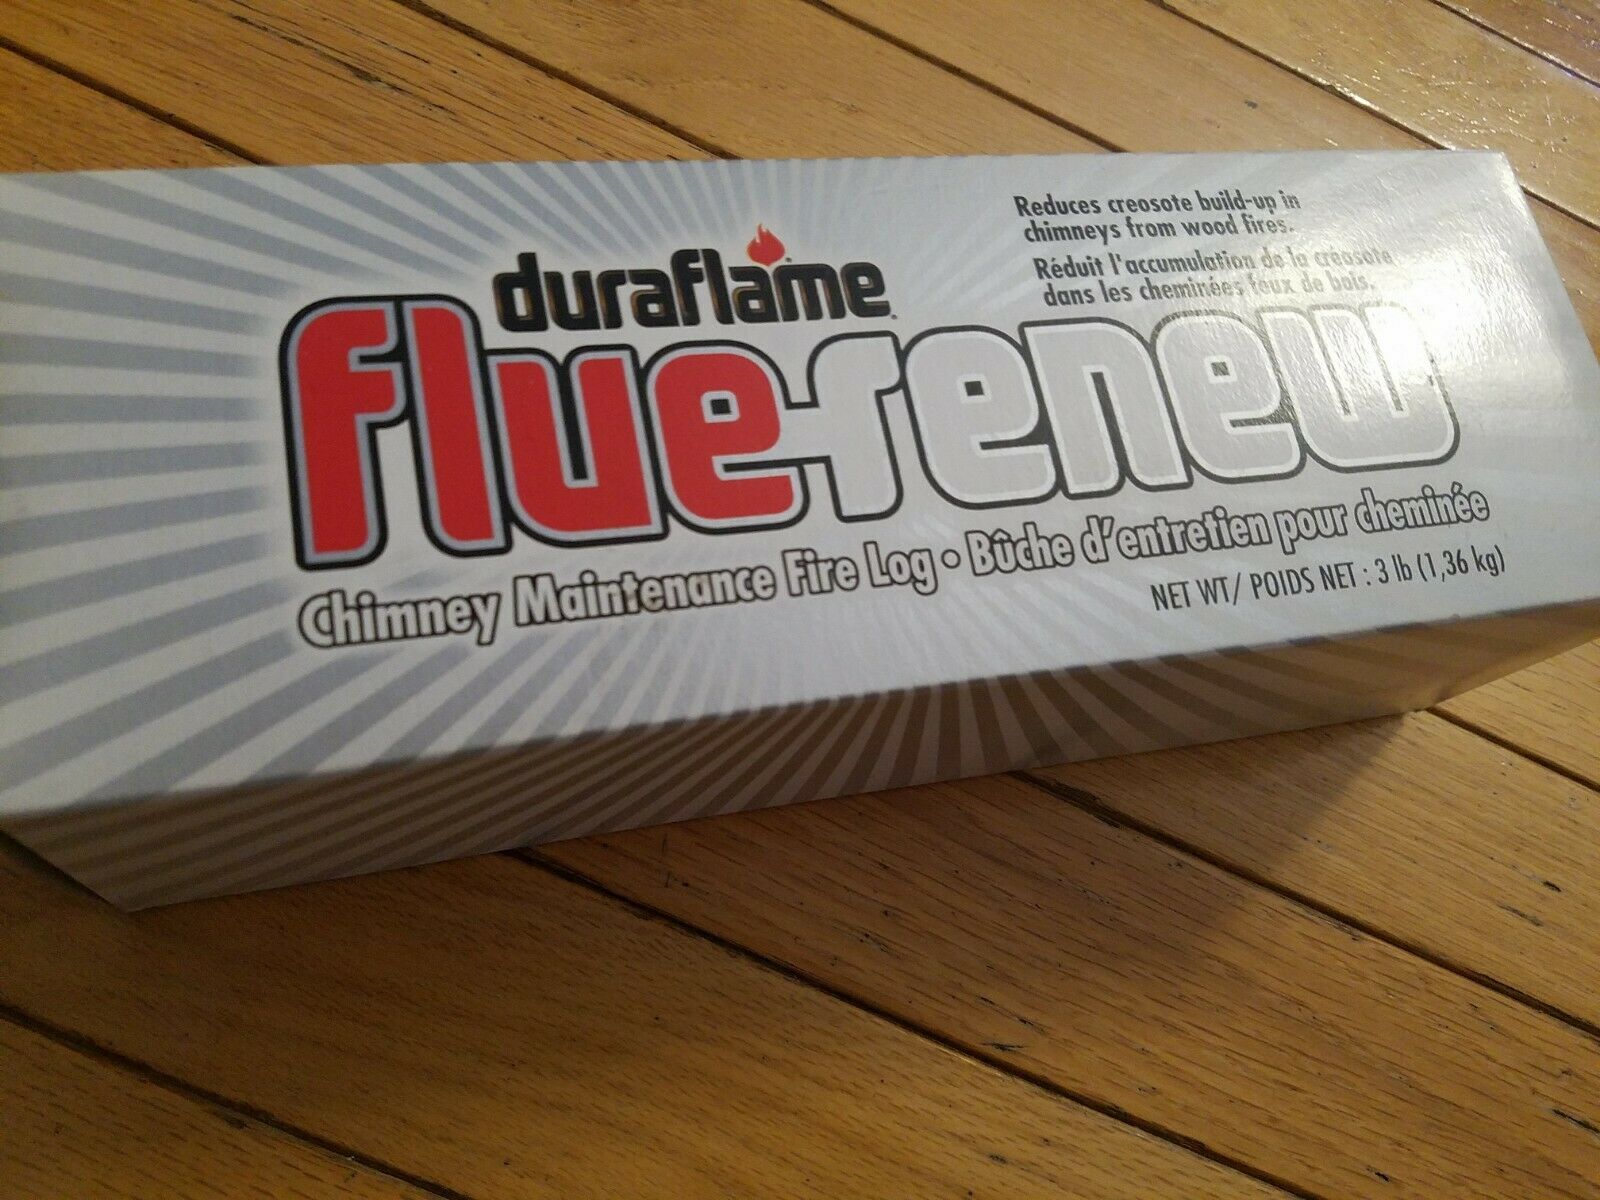 duraflame
flue-renew
Reduces creosote build-up in
chimneys from wood fires.
Réduit l'accumulation de la créosote
dans les cheminées feux de bois.
Chimney Maintenance Fire Log • Bûche d'entretien pour cheminée
NET WT/ POIDS NET : 3 lb (1,36 kg)